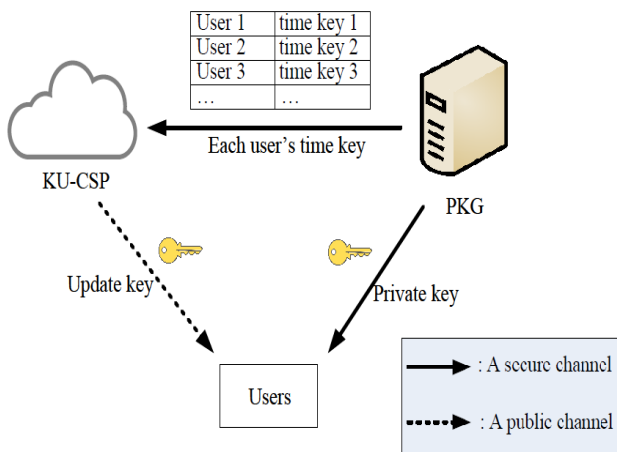 User 1 time key 1
User 2 time key 2
User 3 time key 3
... ...
Each user's time key
KU-CSP
PKG
Update key
Private key
Users
: A secure channel
: A public channel